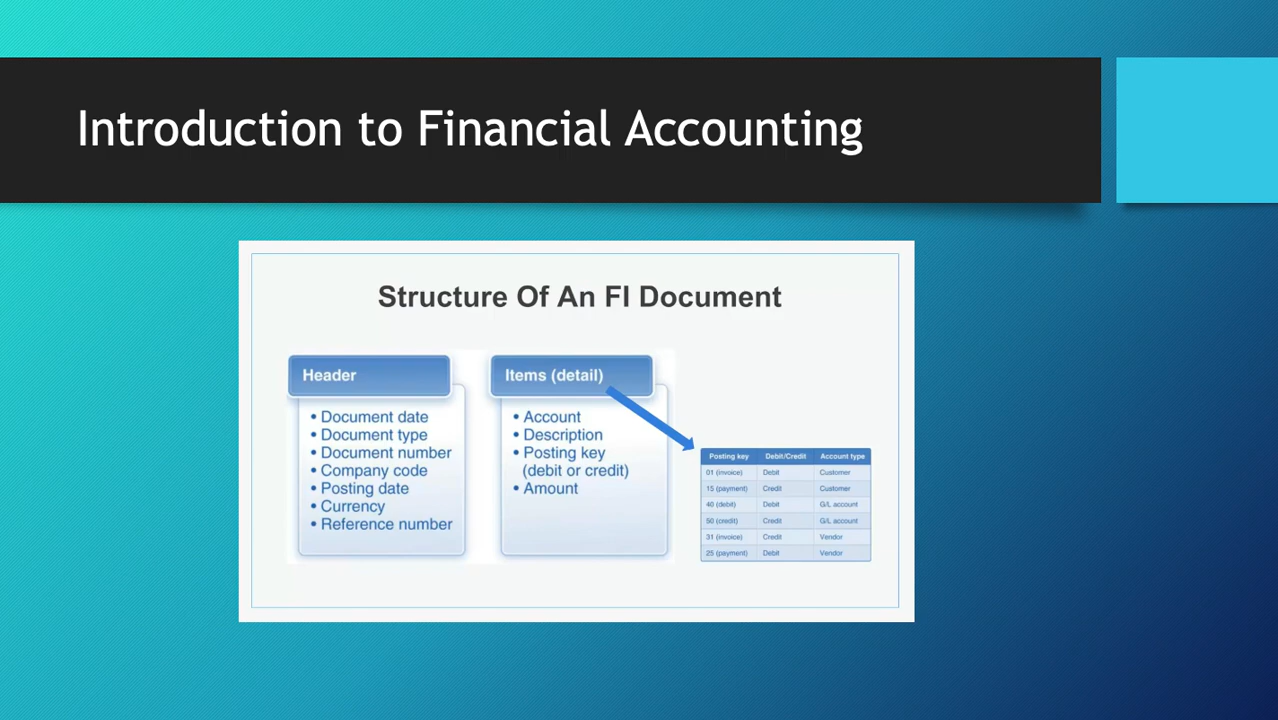 Introduction to Financial Accounting
Structure Of An FI Document
Header
• Document date
• Document type
• Document number
• Company code
• Posting date
• Currency
• Reference number
Items (detail)
• Account
• Description
• Posting key
(debit or credit)
• Amount
Posting key Debit/Credit Account type
01 (invoice) Debit Customer
15 (payment) Credit Customer
40 (debit) Debit G/L account
50 (credit) Credit G/L account
31 (invoice) Credit Vendor
25 (payment) Debit Vendor